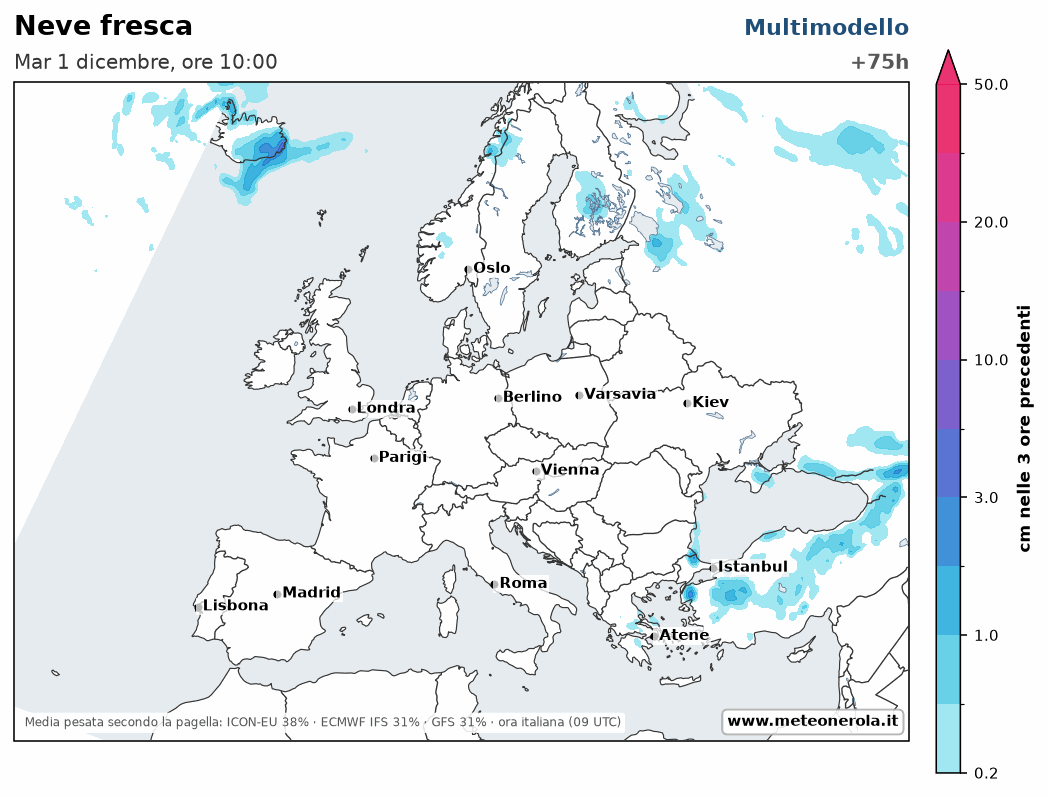 Neve fresca
Multimodello
Mar 1 dicembre, ore 10:00
+75h
50.0
20.0
10.0
3.0
1.0
0.2
cm nelle 3 ore precedenti
Oslo
Berlino
Varsavia
Kiev
Londra
Parigi
Vienna
Istanbul
Roma
Madrid
Lisbona
Atene
Media pesata secondo la pagella: ICON-EU 38% · ECMWF IFS 31% · GFS 31% · ora italiana (09 UTC)
www.meteonerola.it